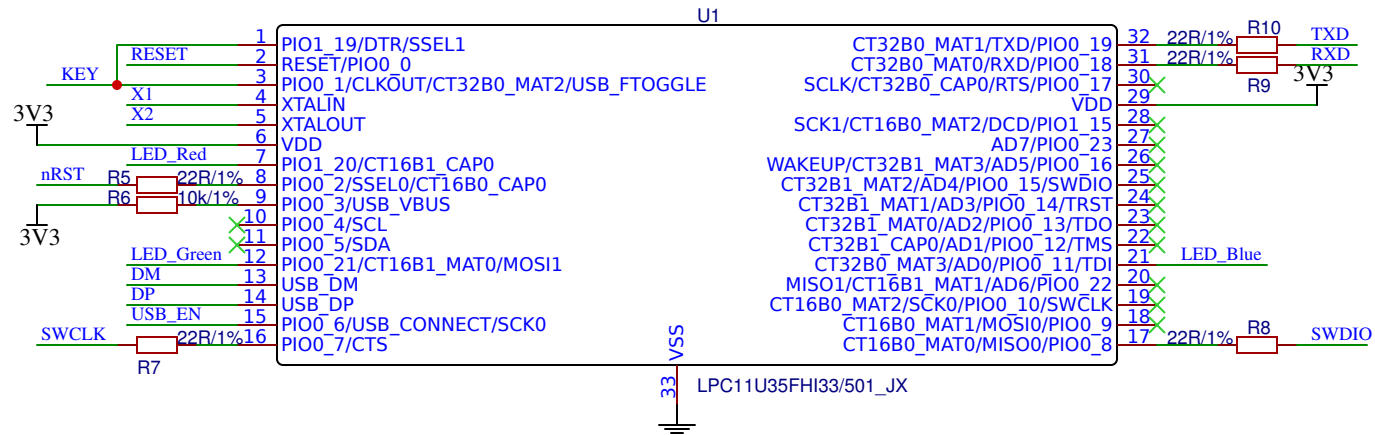 U1
1 PIO1_19/DTR/SSEL1
RESET 2 RESET/PIO0_0
KEY 3 PIO0_1/CLKOUT/CT32B0_MAT2/USB_FTOGGLE
X1 4 XTALIN
X2 5 XTALOUT
3V3 6 VDD
LED_Red 7 PIO1_20/CT16B1_CAP0
nRST R5 22R/1% 8 PIO0_2/SSEL0/CT16B0_CAP0
R6 10k/1% 9 PIO0_3/USB_VBUS
3V3
10 PIO0_4/SCL
11 PIO0_5/SDA
LED_Green 12 PIO0_21/CT16B1_MAT0/MOSI1
DM 13 USB_DM
DP 14 USB_DP
USB_EN 15 PIO0_6/USB_CONNECT/SCK0
SWCLK 22R/1% 16 PIO0_7/CTS
R7
CT32B0_MAT1/TXD/PIO0_19 32 22R/1% R10 TXD
CT32B0_MAT0/RXD/PIO0_18 31 22R/1% RXD
R9
SCLK/CT32B0_CAP0/RTS/PIO0_17 30
3V3
VDD 29
SCK1/CT16B0_MAT2/DCD/PIO1_15 28
AD7/PIO0_23 27
WAKEUP/CT32B1_MAT3/AD5/PIO0_16 26
CT32B1_MAT2/AD4/PIO0_15/SWDIO 25
CT32B1_MAT1/AD3/PIO0_14/TRST 24
CT32B1_MAT0/AD2/PIO0_13/TDO 23
CT32B1_CAP0/AD1/PIO0_12/TMS 22
CT32B0_MAT3/AD0/PIO0_11/TDI 21 LED_Blue
MISO1/CT16B1_MAT1/AD6/PIO0_22 20
CT16B0_MAT2/SCK0/PIO0_10/SWCLK 19
CT16B0_MAT1/MOSI0/PIO0_9 18
CT16B0_MAT0/MISO0/PIO0_8 17 22R/1% R8 SWDIO
VSS
33
LPC11U35FHI33/501_JX